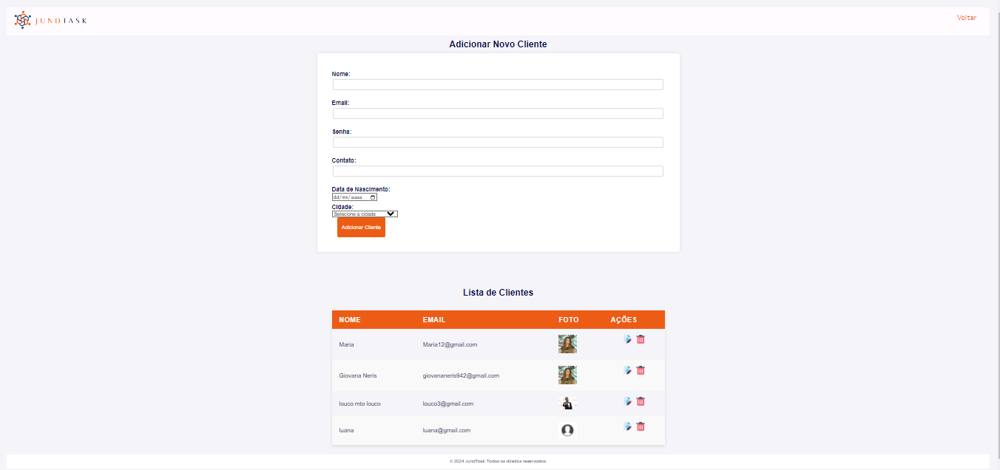 JUNDTASK
Voltar
Adicionar Novo Cliente
Nome:
Email:
Senha:
Contato:
Data de Nascimento:
dd/mm/aaaa
Cidade:
Selecione a cidade
Adicionar Cliente
Lista de Clientes
NOME EMAIL FOTO AÇÕES
Maria Maria12@gmail.com
Giovana Neris giovananeris942@gmail.com
louco mto louco louco3@gmail.com
luana luana@gmail.com
© 2024 JundTask. Todos os direitos reservados.